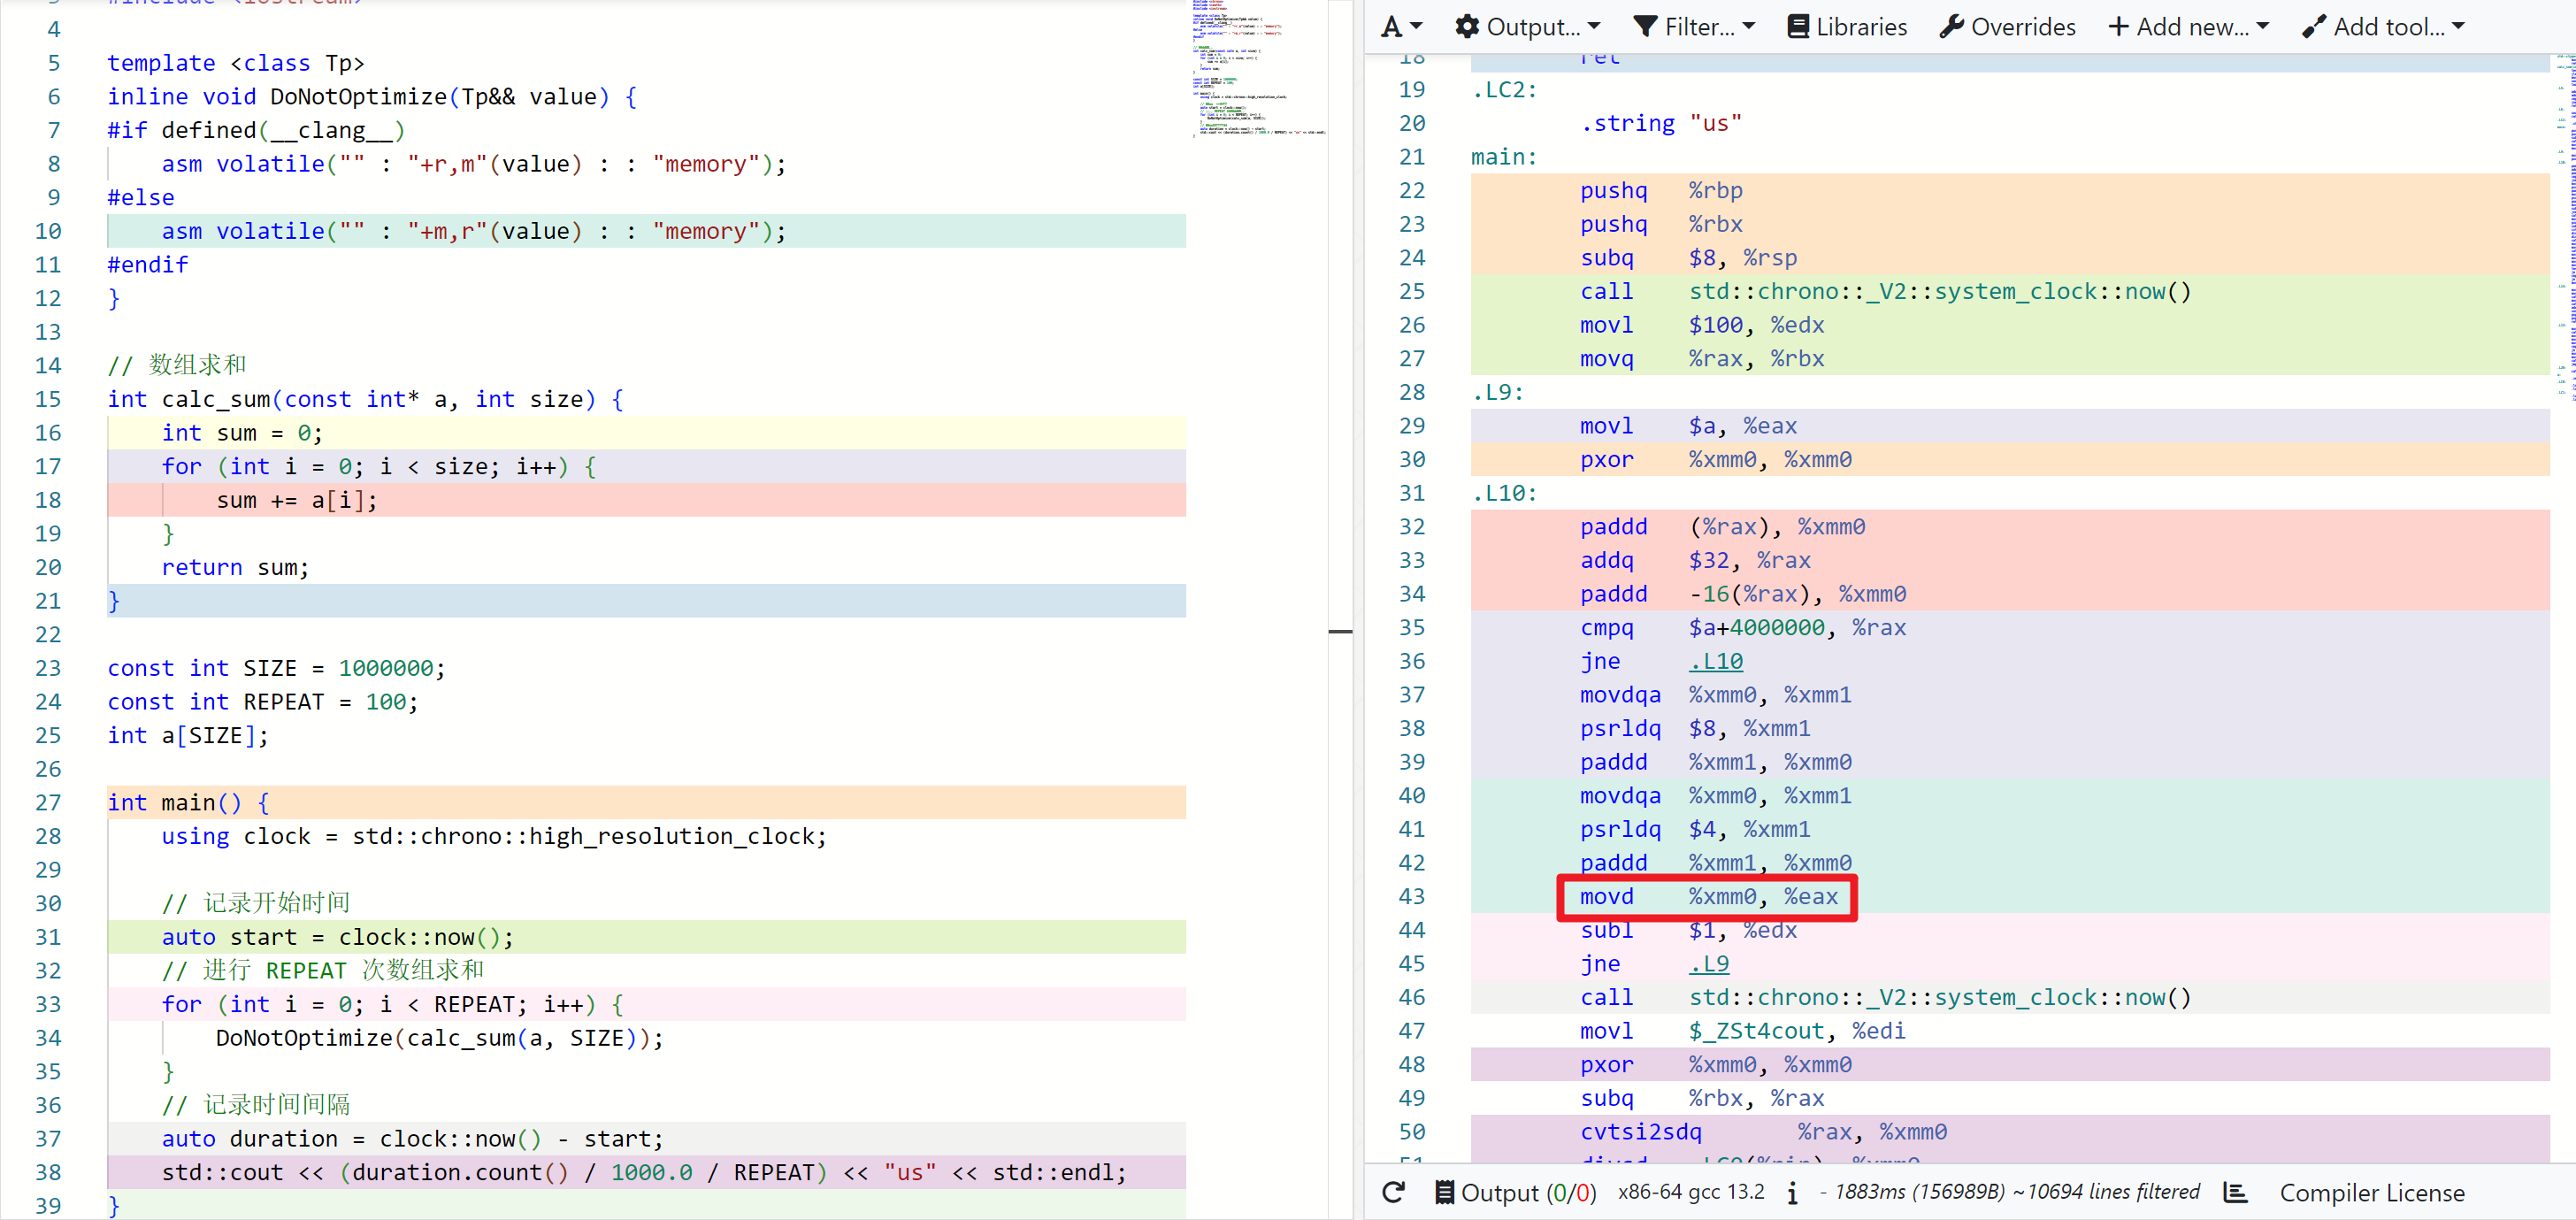 #include <iostream>
4
5 template <class Tp>
6 inline void DoNotOptimize(Tp&& value) {
7 #if defined(__clang__)
8 asm volatile("" : "+r,m"(value) : : "memory");
9 #else
10 asm volatile("" : "+m,r"(value) : : "memory");
11 #endif
12 }
13
14 // 数组求和
15 int calc_sum(const int* a, int size) {
16 int sum = 0;
17 for (int i = 0; i < size; i++) {
18 sum += a[i];
19 }
20 return sum;
21 }
22
23 const int SIZE = 1000000;
24 const int REPEAT = 100;
25 int a[SIZE];
26
27 int main() {
28 using clock = std::chrono::high_resolution_clock;
29
30 // 记录开始时间
31 auto start = clock::now();
32 // 进行 REPEAT 次数组求和
33 for (int i = 0; i < REPEAT; i++) {
34 DoNotOptimize(calc_sum(a, SIZE));
35 }
36 // 记录时间间隔
37 auto duration = clock::now() - start;
38 std::cout << (duration.count() / 1000.0 / REPEAT) << "us" << std::endl;
39 }
A Output... Filter... Libraries Overrides + Add new... Add tool...
18 ret
19 .LC2:
20 .string "us"
21 main:
22 pushq %rbp
23 pushq %rbx
24 subq $8, %rsp
25 call std::chrono::_V2::system_clock::now()
26 movl $100, %edx
27 movq %rax, %rbx
28 .L9:
29 movl $a, %eax
30 pxor %xmm0, %xmm0
31 .L10:
32 paddd (%rax), %xmm0
33 addq $32, %rax
34 paddd -16(%rax), %xmm0
35 cmpq $a+4000000, %rax
36 jne .L10
37 movdqa %xmm0, %xmm1
38 psrldq $8, %xmm1
39 paddd %xmm1, %xmm0
40 movdqa %xmm0, %xmm1
41 psrldq $4, %xmm1
42 paddd %xmm1, %xmm0
43 movd %xmm0, %eax
44 subl $1, %edx
45 jne .L9
46 call std::chrono::_V2::system_clock::now()
47 movl $_ZSt4cout, %edi
48 pxor %xmm0, %xmm0
49 subq %rbx, %rax
50 cvtsi2sdq %rax, %xmm0
Output (0/0) x86-64 gcc 13.2 i - 1883ms (156989B) ~10694 lines filtered Compiler License